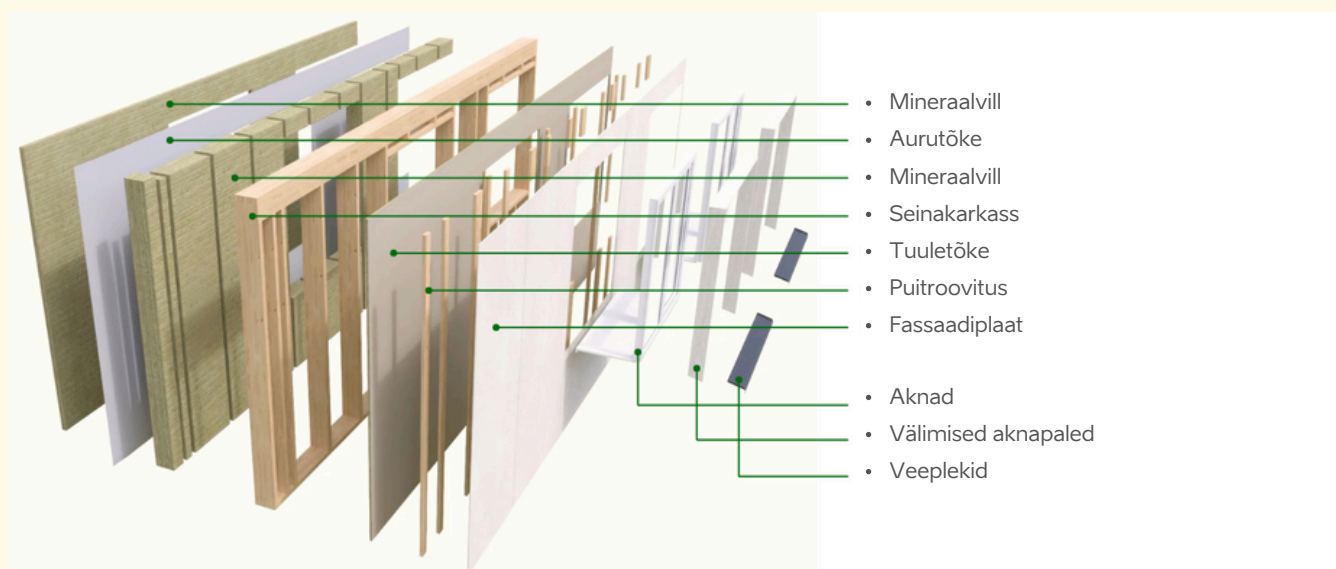 • Mineraalvill
• Aurutõke
• Mineraalvill
• Seinakarkass
• Tuuletõke
• Puitroovitus
• Fassaadiplaat
• Aknad
• Välimised aknapaled
• Veeplekid